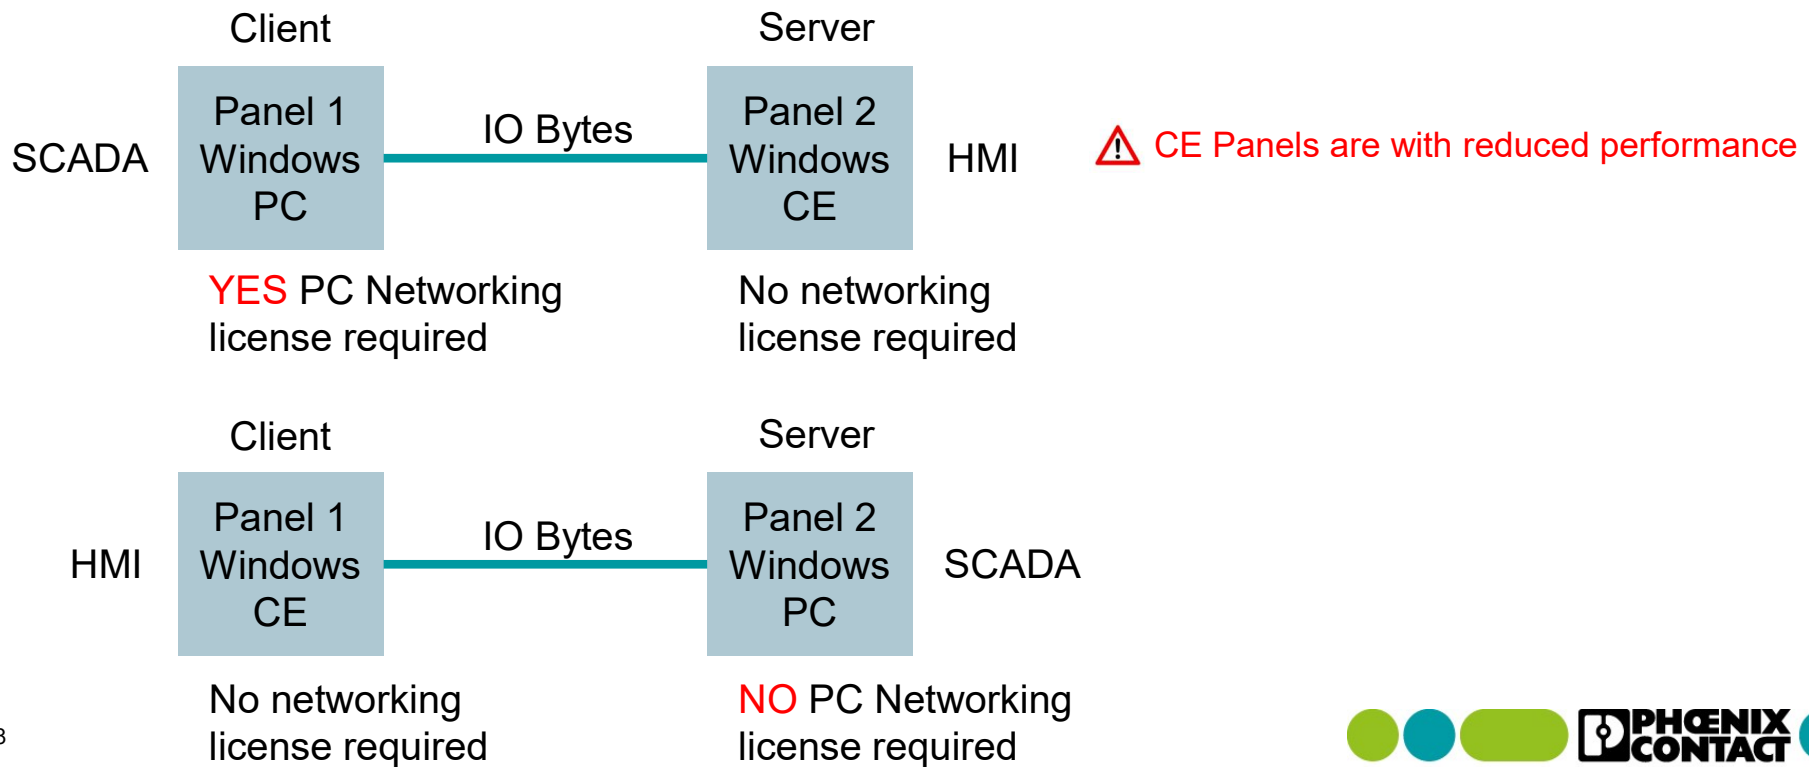 Client
Server
SCADA
Panel 1
Windows
PC
IO Bytes
Panel 2
Windows
CE
HMI
CE Panels are with reduced performance
YES PC Networking
license required
No networking
license required
Client
Server
HMI
Panel 1
Windows
CE
IO Bytes
Panel 2
Windows
PC
SCADA
No networking
license required
NO PC Networking
license required
PHŒNIX
CONTACT